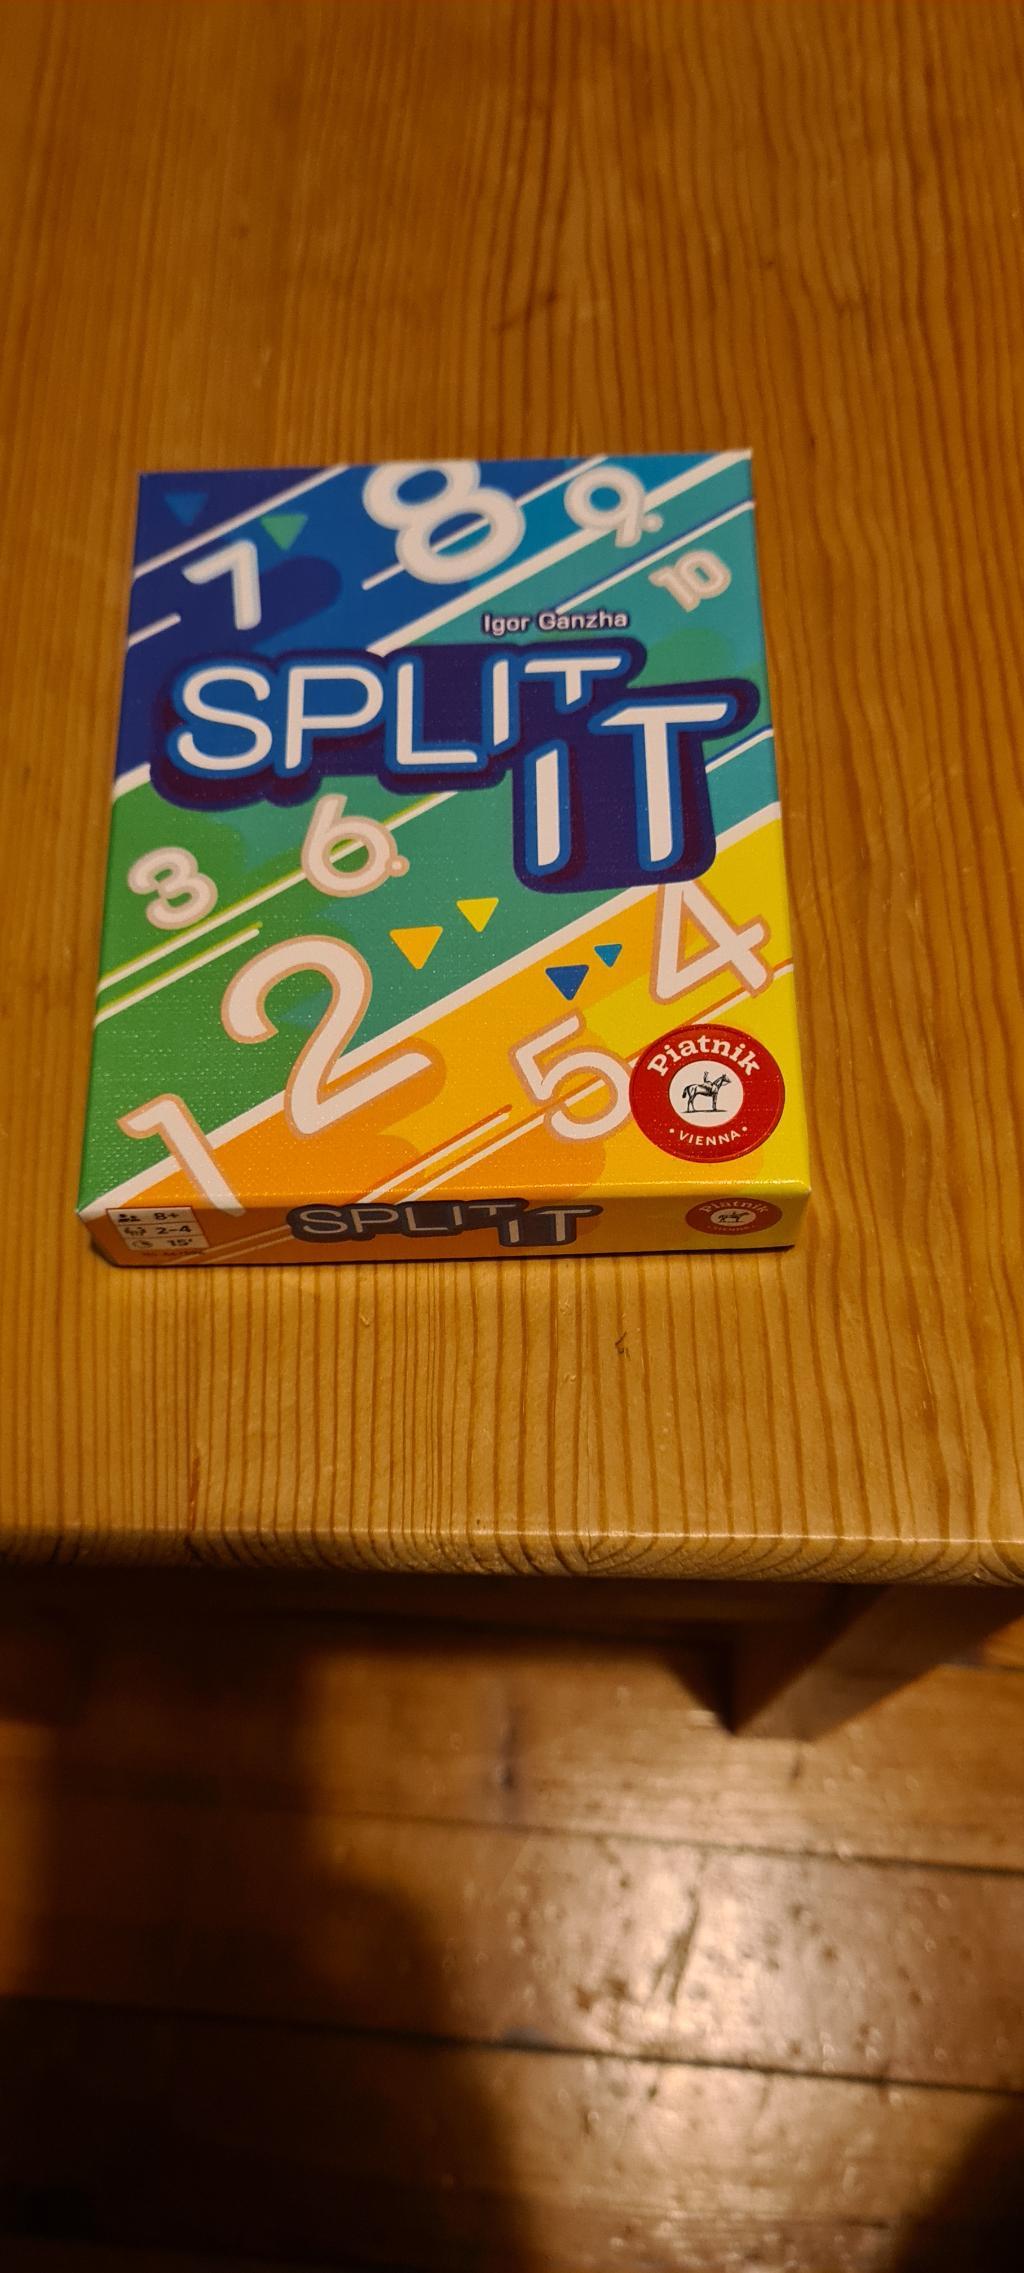 7
8
9.
10
Igor Ganzha
SPLIT
IT
3
6.
4
2
5
1
Piatnik
• VIENNA •
8+
2-4
15'
SPLIT IT
Piatnik